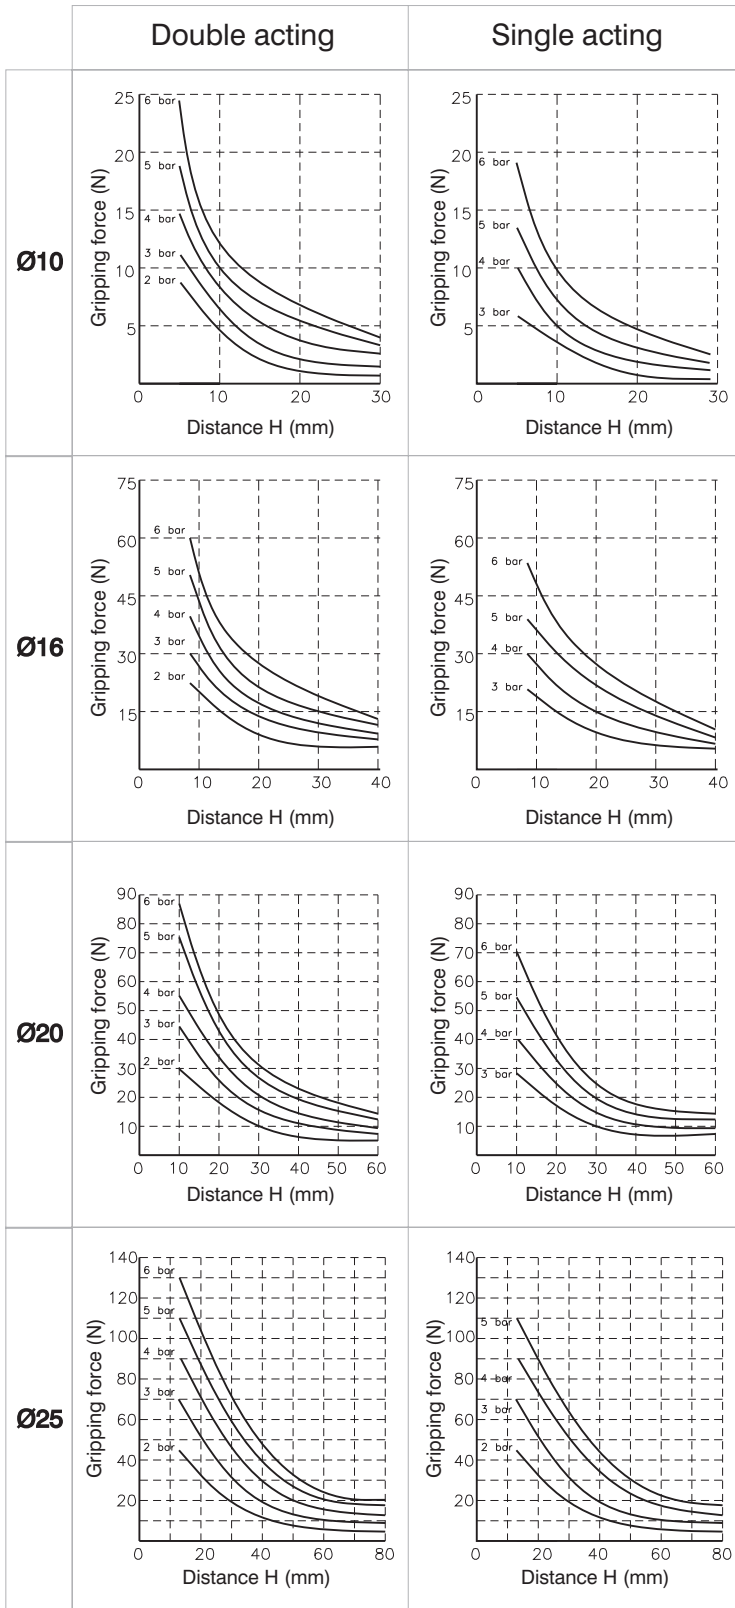 Double acting
Single acting
Ø10
Gripping force (N)
25
20
15
10
5
6 bar
5 bar
4 bar
3 bar
2 bar
0 10 20 30
Distance H (mm)
Gripping force (N)
25
20
15
10
5
6 bar
5 bar
4 bar
3 bar
0 10 20 30
Distance H (mm)
Ø16
Gripping force (N)
75
60
45
30
15
6 bar
5 bar
4 bar
3 bar
2 bar
0 10 20 30 40
Distance H (mm)
Gripping force (N)
75
60
45
30
15
6 bar
5 bar
4 bar
3 bar
0 10 20 30 40
Distance H (mm)
Ø20
Gripping force (N)
90
80
70
60
50
40
30
20
10
6 bar
5 bar
4 bar
3 bar
2 bar
0 10 20 30 40 50 60
Distance H (mm)
Gripping force (N)
90
80
70
60
50
40
30
20
10
6 bar
5 bar
4 bar
3 bar
0 10 20 30 40 50 60
Distance H (mm)
Ø25
Gripping force (N)
140
120
100
80
60
40
20
6 bar
5 bar
4 bar
3 bar
2 bar
0 20 40 60 80
Distance H (mm)
Gripping force (N)
140
120
100
80
60
40
20
5 bar
4 bar
3 bar
2 bar
0 20 40 60 80
Distance H (mm)